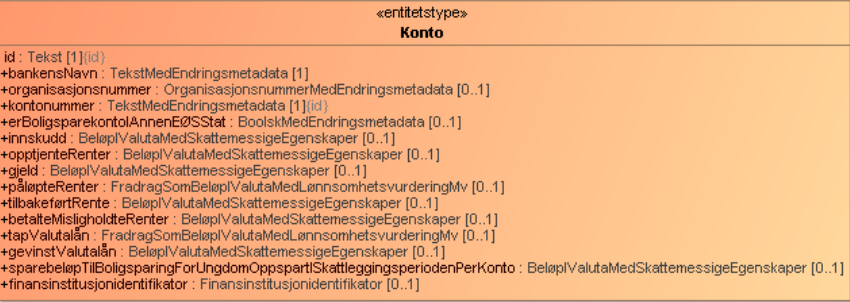 «entitetstype»
Konto
id : Tekst [1]{id}
+bankensNavn : TekstMedEndringsmetadata [1]
+organisasjonsnummer : OrganisasjonsnummerMedEndringsmetadata [0..1]
+kontonummer : TekstMedEndringsmetadata [1]{id}
+erBoligsparekontoIAnnenEØSStat : BoolskMedEndringsmetadata [0..1]
+innskudd : BeløpIValutaMedSkattemessigeEgenskaper [0..1]
+opptjenteRenter : BeløpIValutaMedSkattemessigeEgenskaper [0..1]
+gjeld : BeløpIValutaMedSkattemessigeEgenskaper [0..1]
+påløpteRenter : FradragSomBeløpIValutaMedLønnsomhetsvurderingMv [0..1]
+tilbakeførtRente : BeløpIValutaMedSkattemessigeEgenskaper [0..1]
+betalteMisligholdteRenter : BeløpIValutaMedSkattemessigeEgenskaper [0..1]
+tapValutalån : FradragSomBeløpIValutaMedLønnsomhetsvurderingMv [0..1]
+gevinstValutalån : BeløpIValutaMedSkattemessigeEgenskaper [0..1]
+sparebeløpTilBoligsparingForUngdomOppspartISkattleggingsperiodenPerKonto : BeløpIValutaMedSkattemessigeEgenskaper [0..1]
+finansinstitusjonidentifikator : Finansinstitusjonidentifikator [0..1]